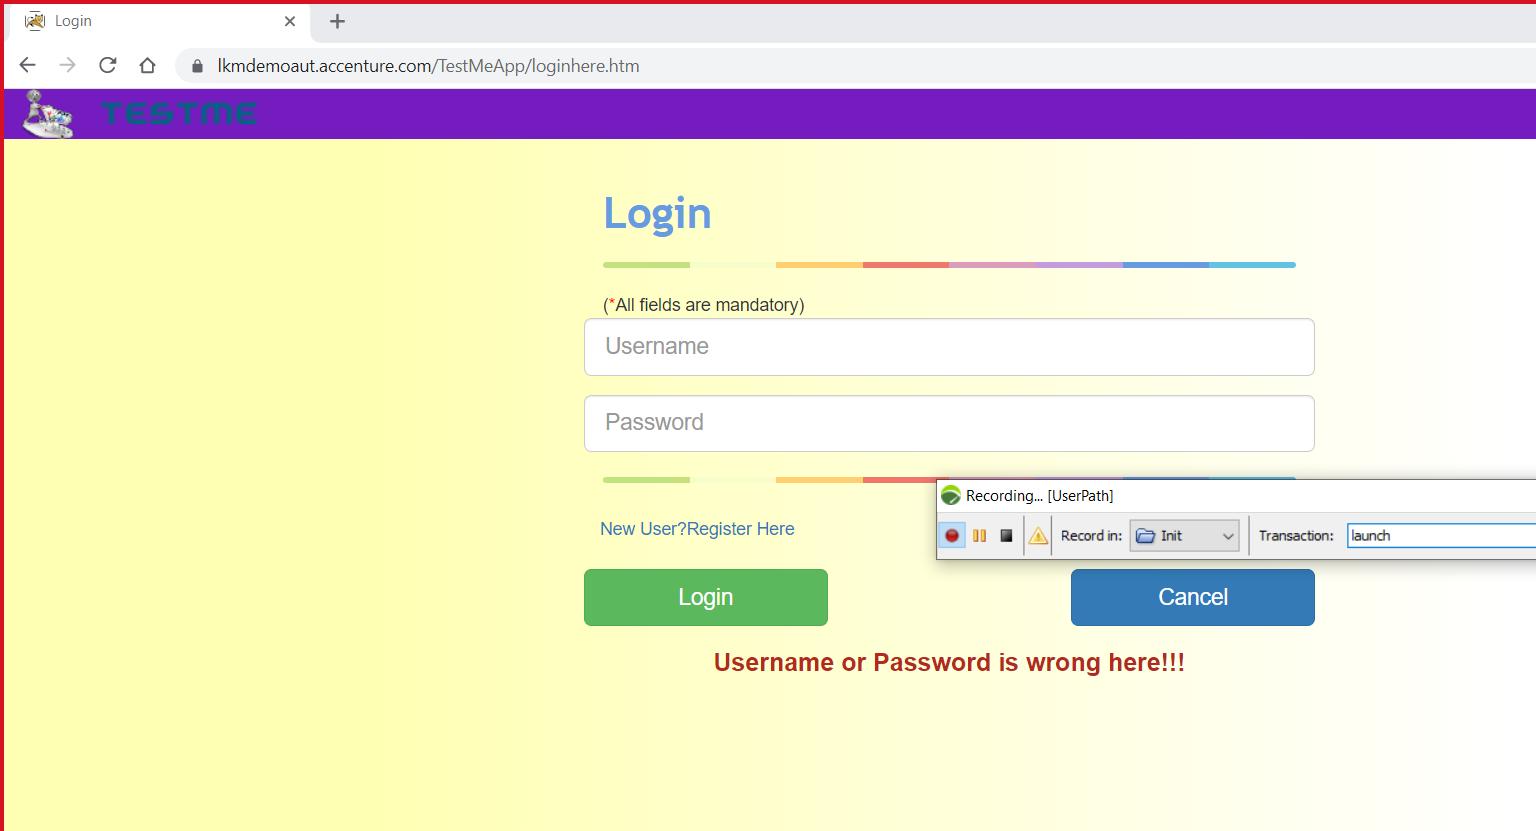 Login
lkmdemoaut.accenture.com/TestMeApp/loginhere.htm
TESTME
Login
(*All fields are mandatory)
Username
Password
Recording... [UserPath]
Record in: Init Transaction: launch
New User?Register Here
Login Cancel
Username or Password is wrong here!!!